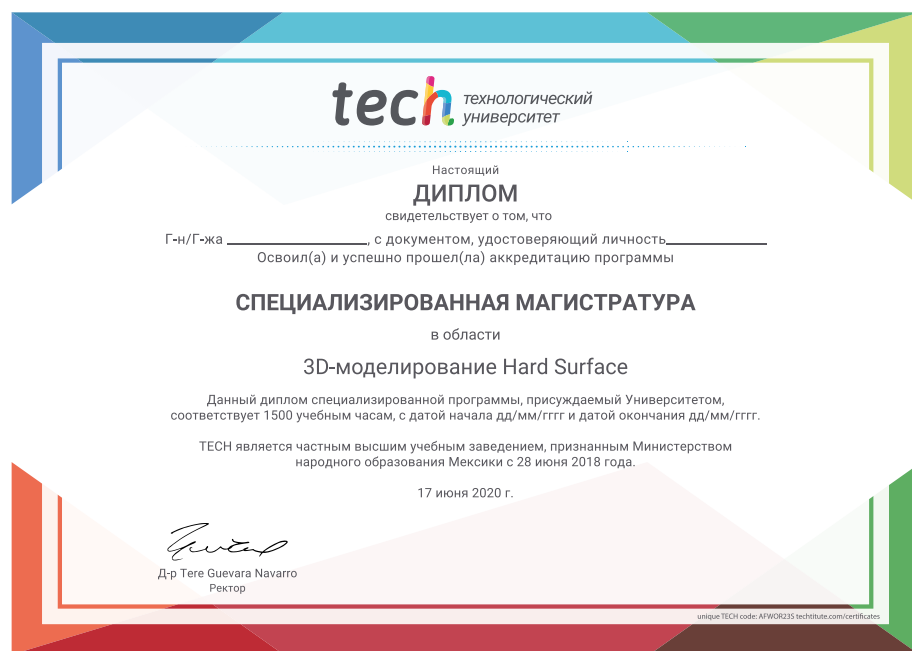 tech технологический
университет
Настоящий
ДИПЛОМ
свидетельствует о том, что
Г-н/Г-жа ____________________, с документом, удостоверяющий личность______________
Освоил(а) и успешно прошел(ла) аккредитацию программы
СПЕЦИАЛИЗИРОВАННАЯ МАГИСТРАТУРА
в области
3D-моделирование Hard Surface
Данный диплом специализированной программы, присуждаемый Университетом,
соответствует 1500 учебным часам, с датой начала дд/мм/гггг и датой окончания дд/мм/гггг.
TECH является частным высшим учебным заведением, признанным Министерством
народного образования Мексики с 28 июня 2018 года.
17 июня 2020 г.
Д-р Tere Guevara Navarro
Ректор
unique TECH code: AFWOR23S techtitute.com/certificates